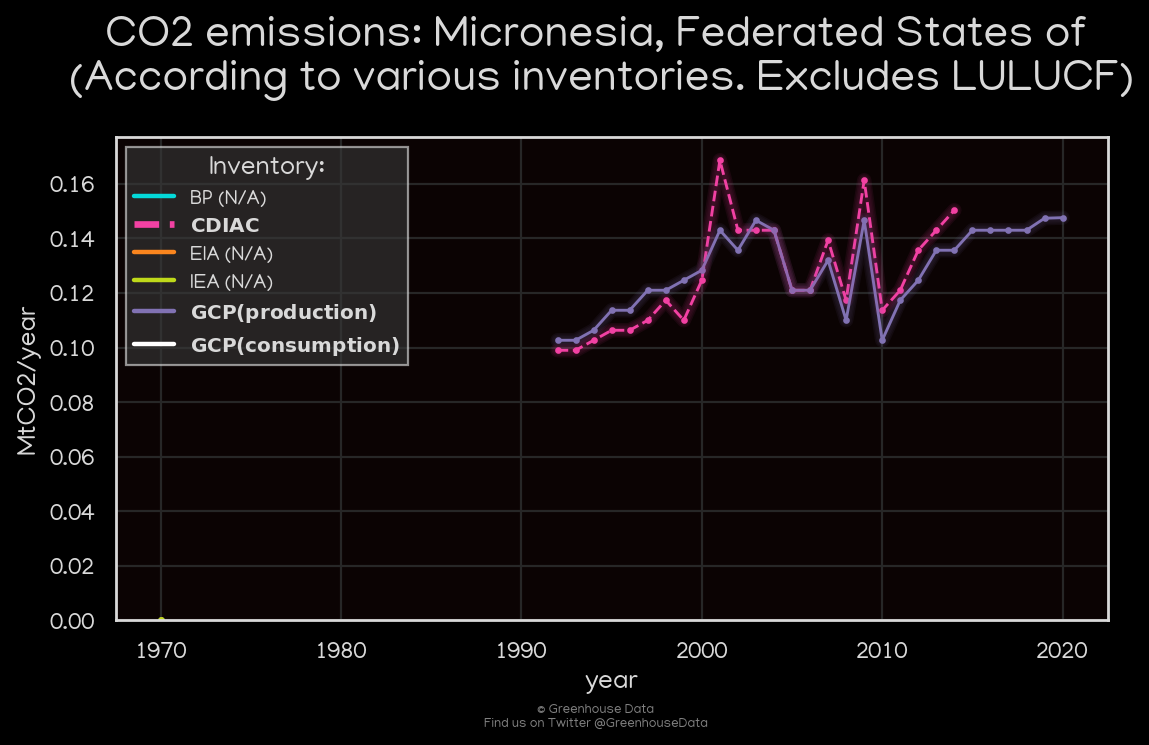 CO2 emissions: Micronesia, Federated States of
(According to various inventories. Excludes LULUCF)
Inventory:
BP (N/A)
CDIAC
EIA (N/A)
IEA (N/A)
GCP(production)
GCP(consumption)
MtCO2/year
0.16
0.14
0.12
0.10
0.08
0.06
0.04
0.02
0.00
1970 1980 1990 2000 2010 2020
year
© Greenhouse Data
Find us on Twitter @GreenhouseData